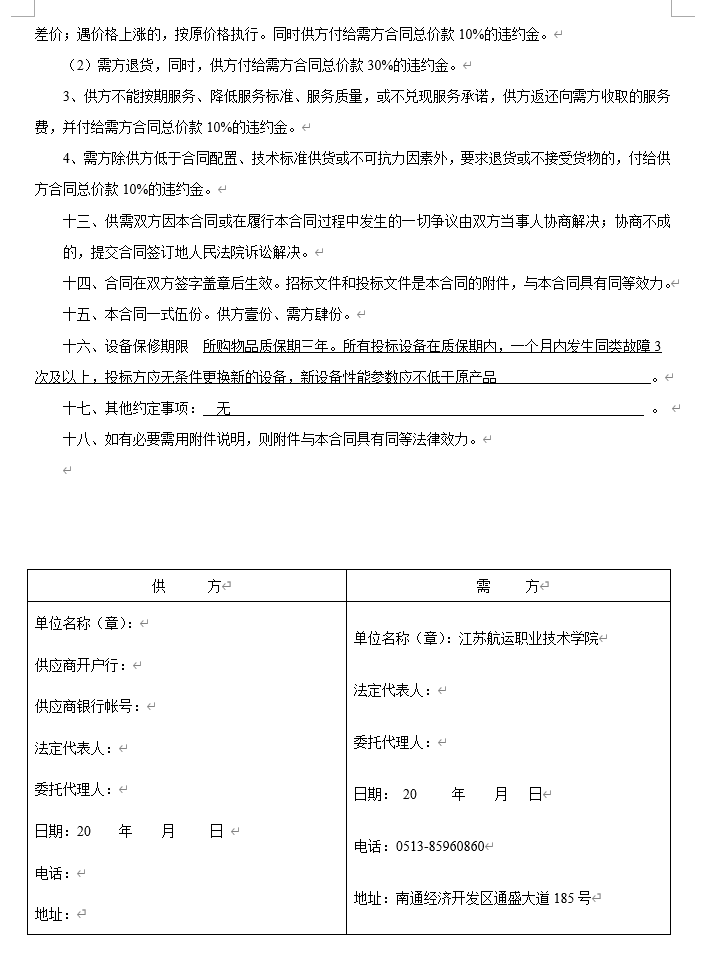 差价；遇价格上涨的，按原价格执行。同时供方付给需方合同总价款 10%的违约金。
（2）需方退货，同时，供方付给需方合同总价款 30%的违约金。
3、供方不能按期服务、降低服务标准、服务质量，或不兑现服务承诺，供方返还向需方收取的服务
费，并付给需方合同总价款 10%的违约金。
4、需方除供方低于合同配置、技术标准供货或不可抗力因素外，要求退货或不接受货物的，付给供
方合同总价款 10%的违约金。
十三、供需双方因本合同或在履行本合同过程中发生的一切争议由双方当事人协商解决；协商不成
的，提交合同签订地人民法院诉讼解决。
十四、合同在双方签字盖章后生效。招标文件和投标文件是本合同的附件，与本合同具有同等效力。
十五、本合同一式伍份。供方壹份、需方肆份。
十六、设备保修期限 所购物品质保期三年。所有投标设备在质保期内，一个月内发生同类故障 3
次及以上，投标方应无条件更换新的设备，新设备性能参数应不低于原产品 。
十七、其他约定事项： 无 。
十八、如有必要需用附件说明，则附件与本合同具有同等法律效力。
供 方
单位名称（章）：
供应商开户行：
供应商银行帐号：
法定代表人：
委托代理人：
日期：20 年 月 日
电话：
地址：
需 方
单位名称（章）：江苏航运职业技术学院
法定代表人：
委托代理人：
日期： 20 年 月 日
电话：0513-85960860
地址：南通经济开发区通盛大道 185 号